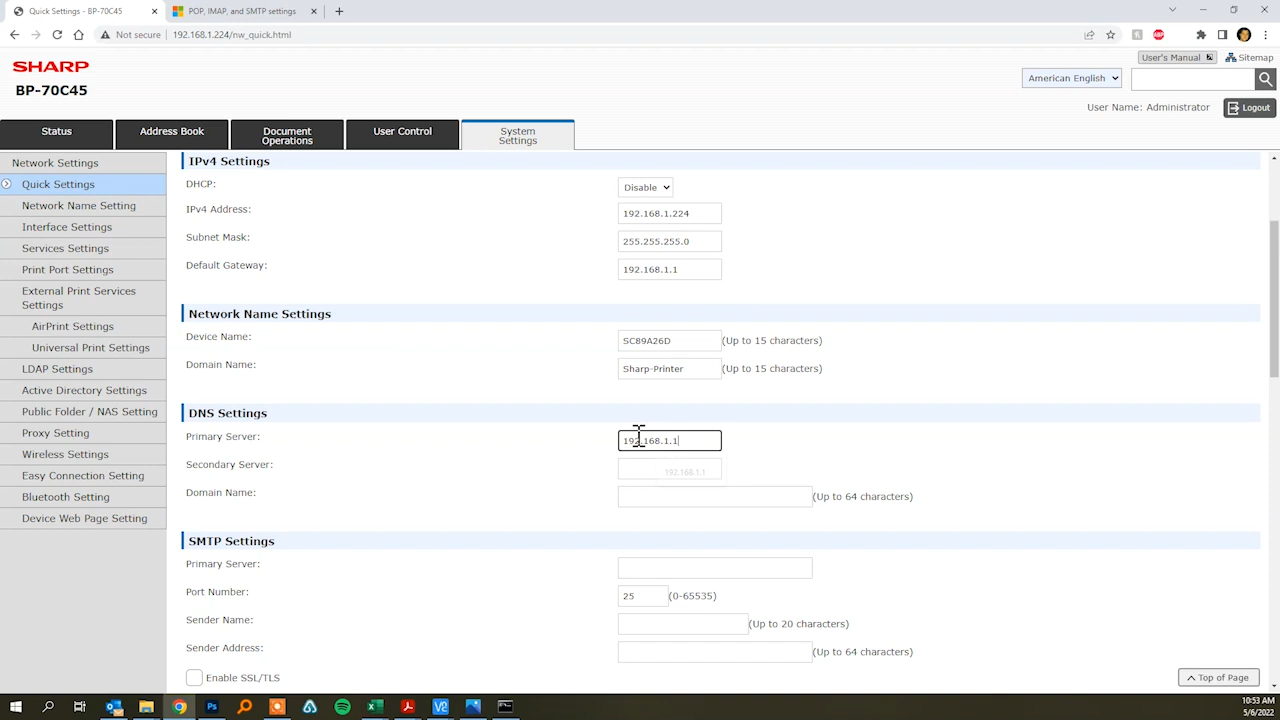 Quick Settings - BP-70C45
POP, IMAP, and SMTP settings
Not secure 192.168.1.224/nw_quick.html
ABP
User's Manual
Sitemap
SHARP
BP-70C45
American English
User Name: Administrator
Logout
Status
Address Book
Document
Operations
User Control
System
Settings
Network Settings
Quick Settings
Network Name Setting
Interface Settings
Services Settings
Print Port Settings
External Print Services
Settings
AirPrint Settings
Universal Print Settings
LDAP Settings
Active Directory Settings
Public Folder / NAS Setting
Proxy Setting
Wireless Settings
Easy Connection Setting
Bluetooth Setting
Device Web Page Setting
IPv4 Settings
DHCP: Disable
IPv4 Address: 192.168.1.224
Subnet Mask: 255.255.255.0
Default Gateway: 192.168.1.1
Network Name Settings
Device Name: SC89A26D (Up to 15 characters)
Domain Name: Sharp-Printer (Up to 15 characters)
DNS Settings
Primary Server: 192.168.1.1
Secondary Server: 192.168.1.1
Domain Name: (Up to 64 characters)
SMTP Settings
Primary Server:
Port Number: 25 (0-65535)
Sender Name: (Up to 20 characters)
Sender Address: (Up to 64 characters)
Enable SSL/TLS
Top of Page
10:53 AM
5/6/2022